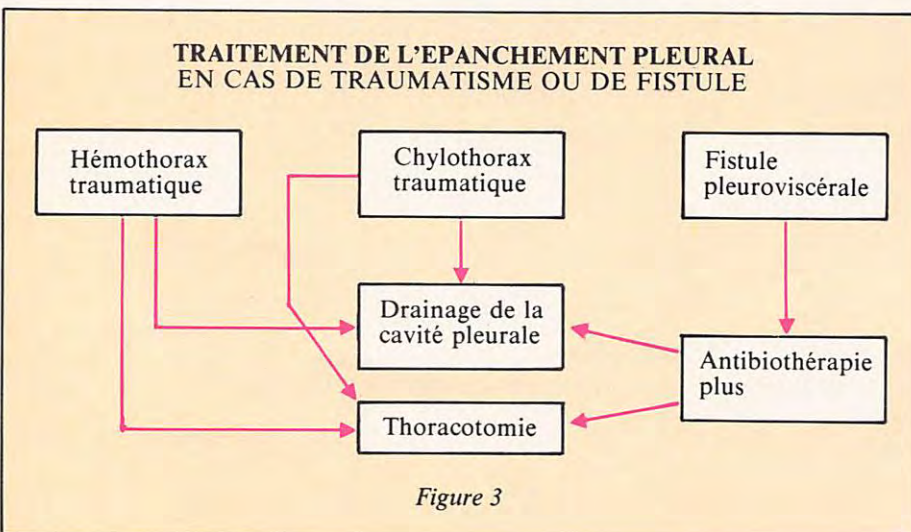 TRAITEMENT DE L'EPANCHEMENT PLEURAL
EN CAS DE TRAUMATISME OU DE FISTULE
Hémothorax
traumatique
Chylothorax
traumatique
Fistule
pleuroviscérale
Drainage de la
cavité pleurale
Antibiothérapie
plus
Thoracotomie
Figure 3